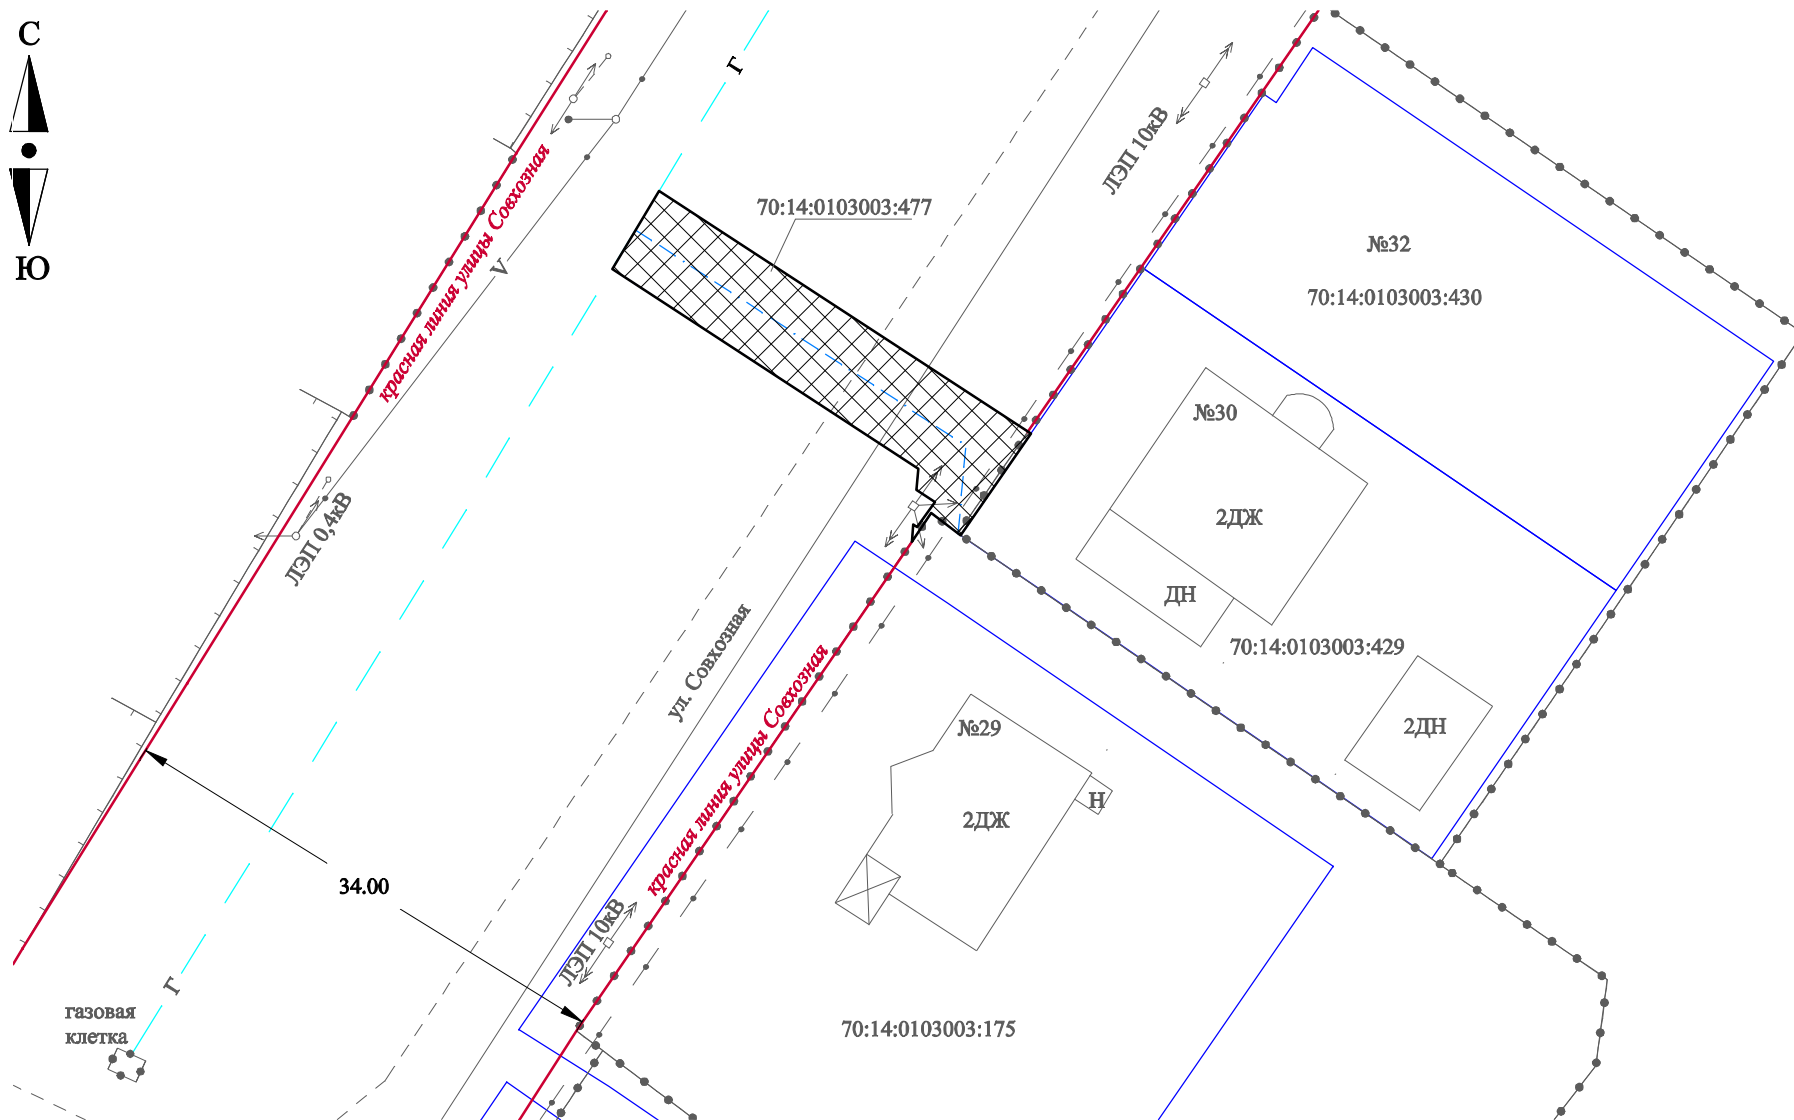 С
Ю
Г
ЛЭП 10кВ
70:14:0103003:477
красная линия улицы Совхозная
V
№32
70:14:0103003:430
№30
2ДЖ
ДН
70:14:0103003:429
ЛЭП 0,4кВ
ул. Совхозная
красная линия улицы Совхозная
№29
2ДЖ
Н
2ДН
34.00
ЛЭП 10кВ
Г
газовая
клетка
70:14:0103003:175